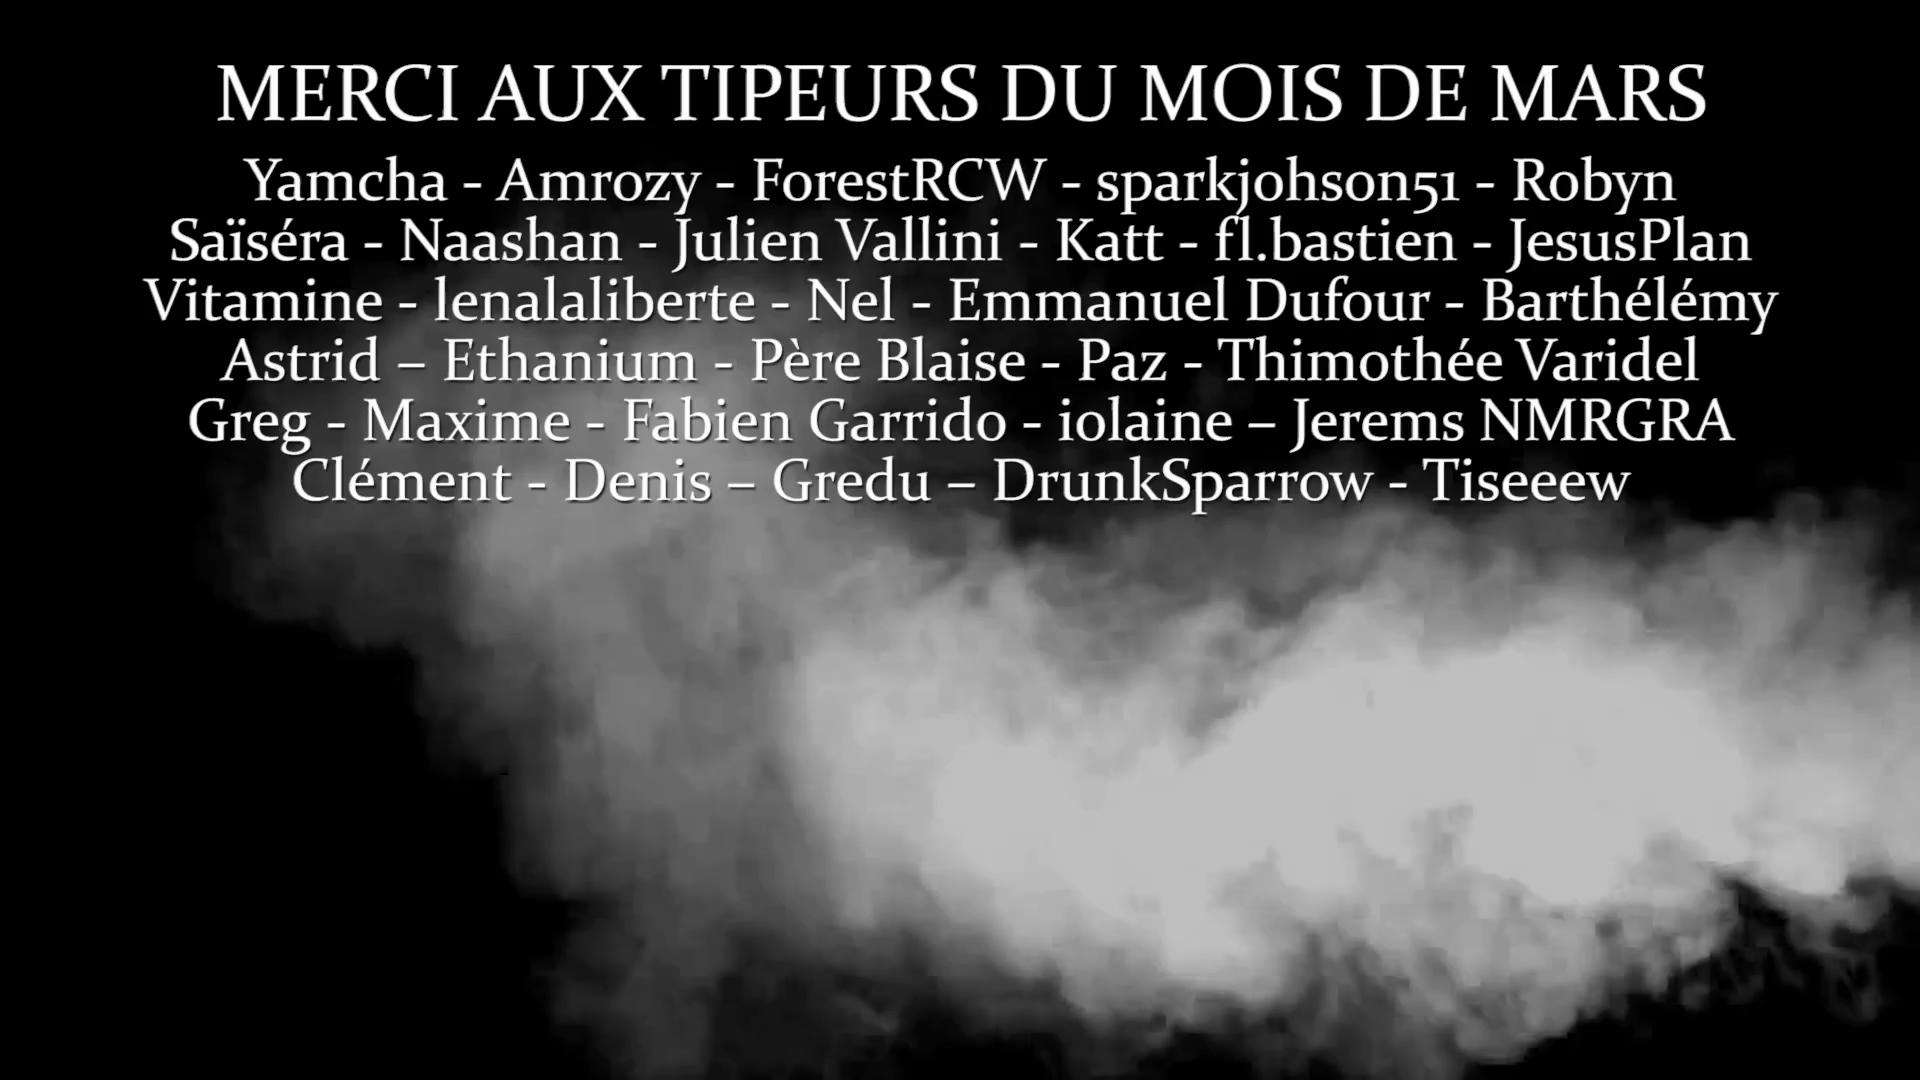 MERCI AUX TIPEURS DU MOIS DE MARS
Yamcha - Amrozy - ForestRCW - sparkjohson51 - Robyn
Saïséra - Naashan - Julien Vallini - Katt - fl.bastien - JesusPlan
Vitamine - lenalaliberte - Nel - Emmanuel Dufour - Barthélémy
Astrid – Ethanium - Père Blaise - Paz - Thimothée Varidel
Greg - Maxime - Fabien Garrido - iolaine – Jerems NMRGRA
Clément - Denis – Gredu – DrunkSparrow - Tiseeew